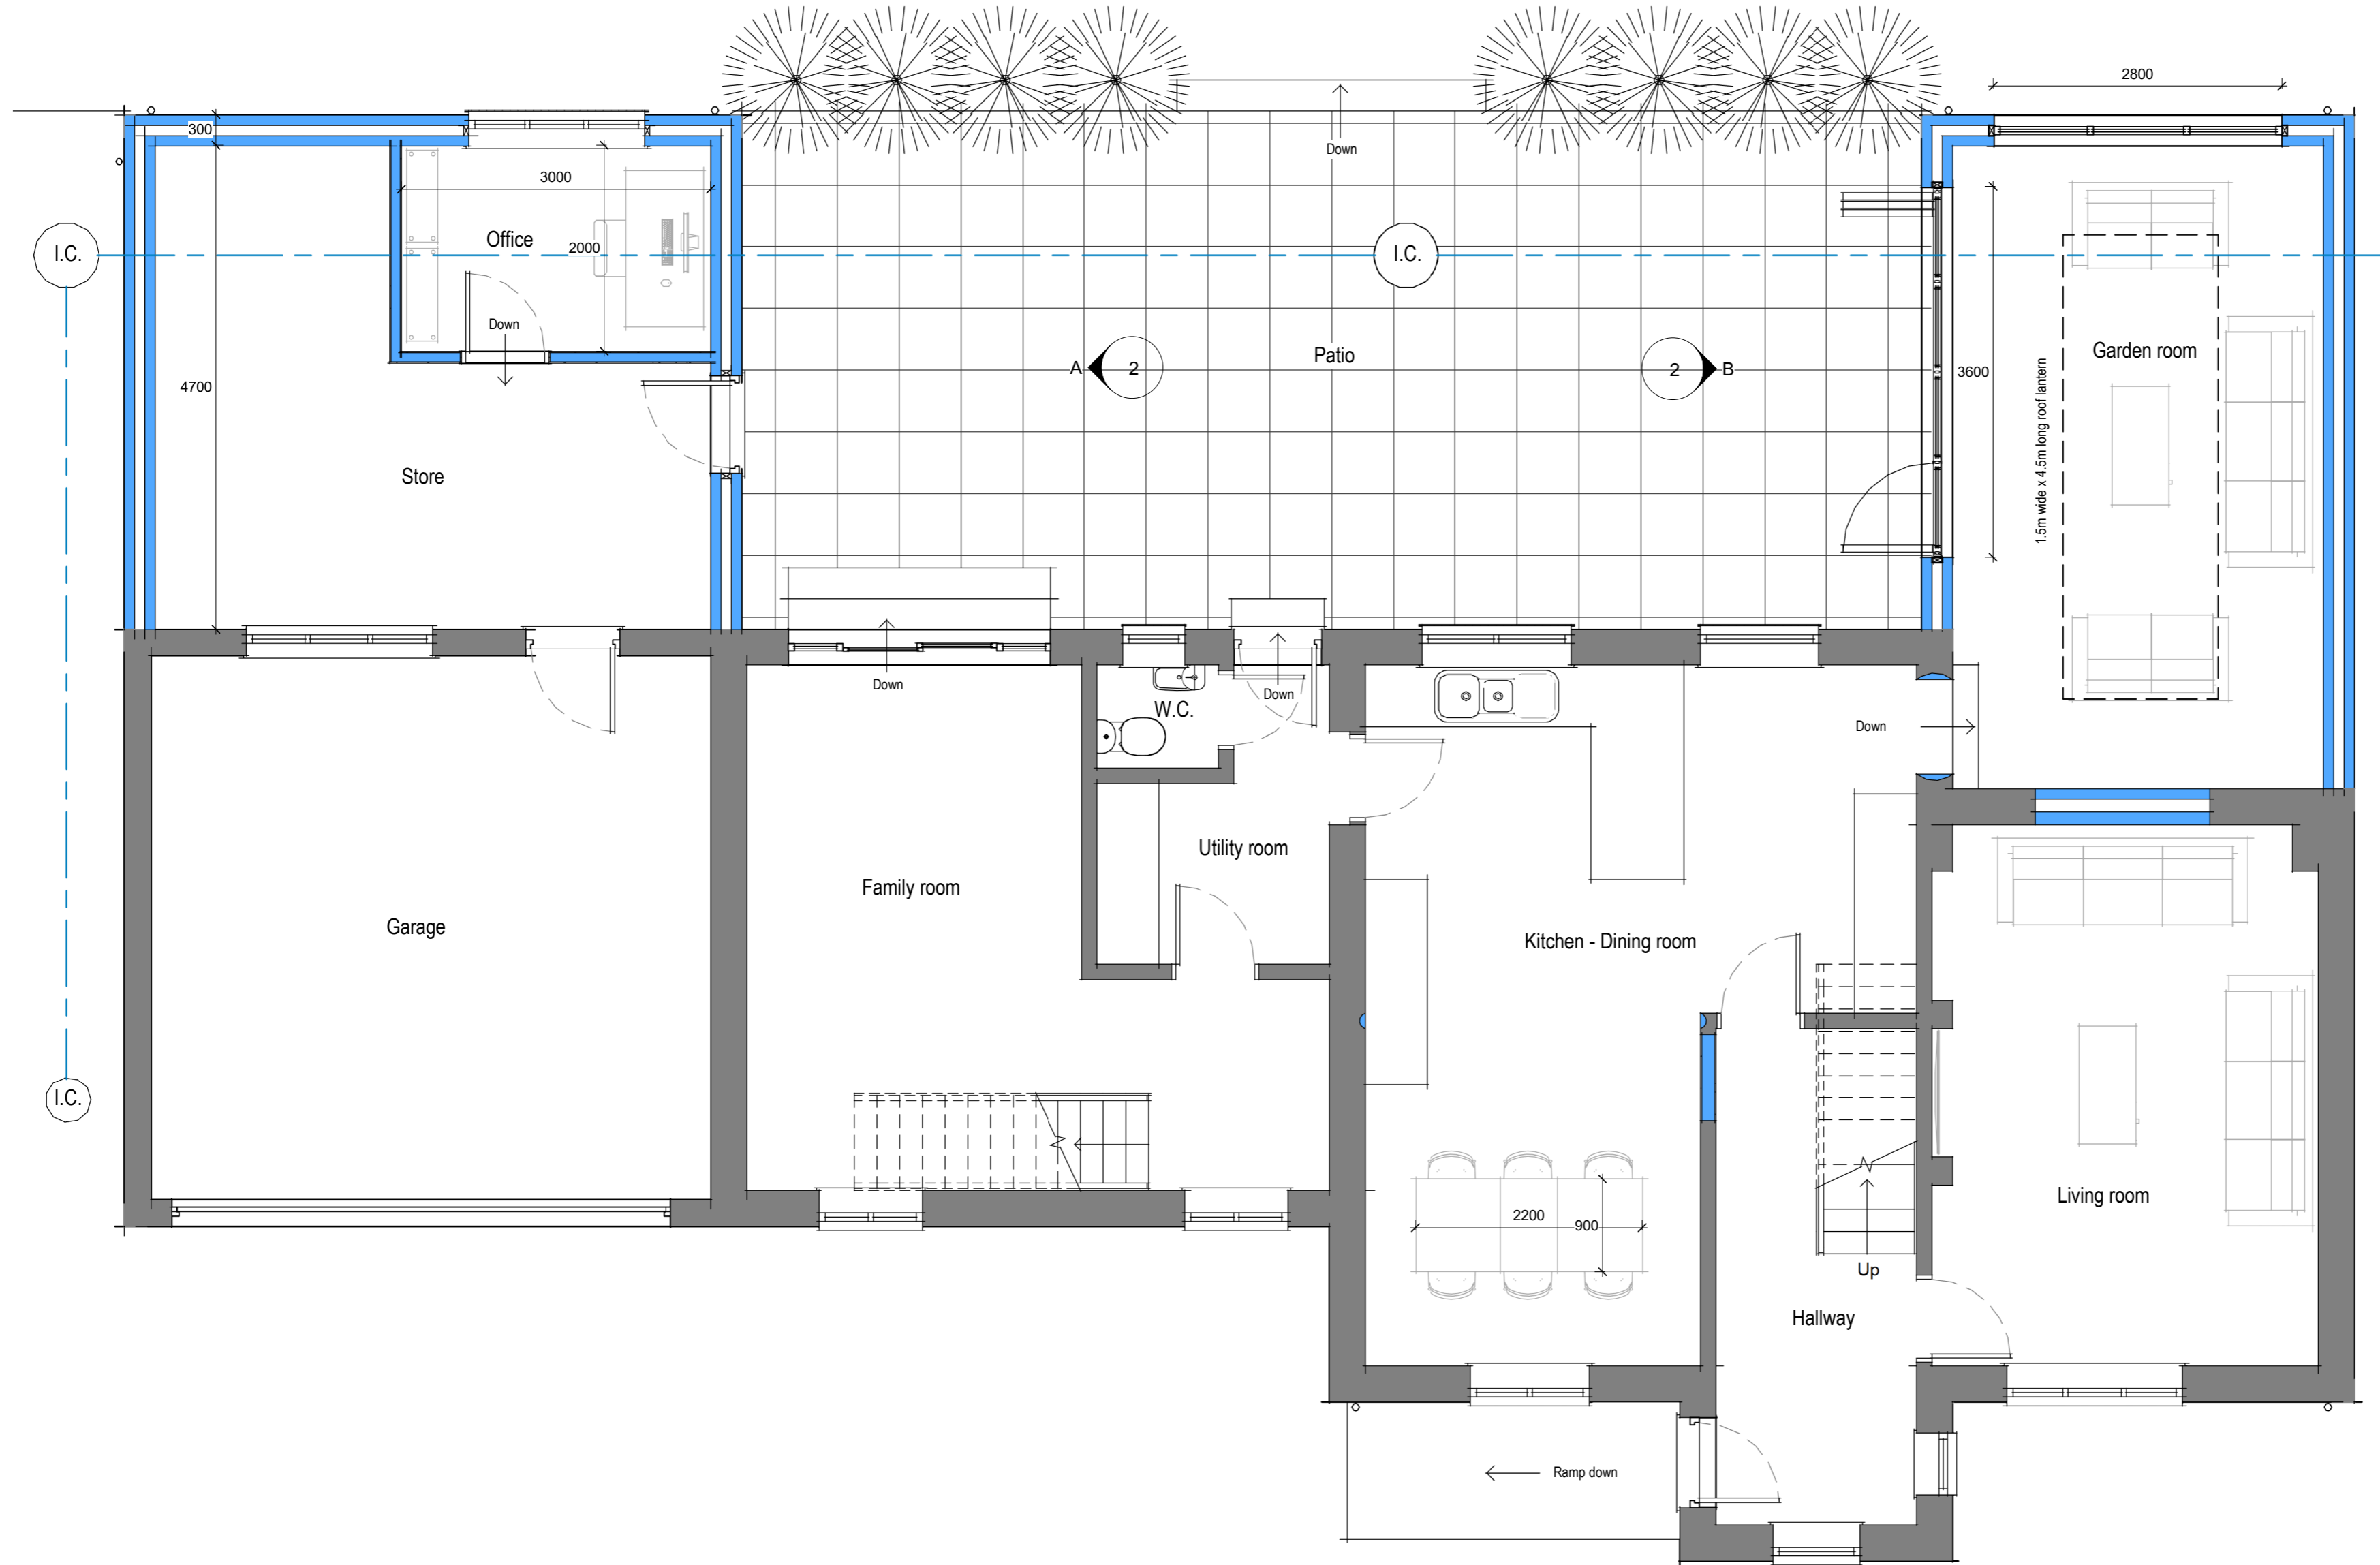 2800
300
Down
3000
Office
2000
I.C.
I.C.
Down
A
2
Patio
2
B
Garden room
3600
4700
1.5m wide x 4.5m long roof lantern
Store
Down
Down
W.C.
Down
Utility room
Family room
Garage
Kitchen - Dining room
I.C.
Living room
2200
900
Up
Hallway
Ramp down